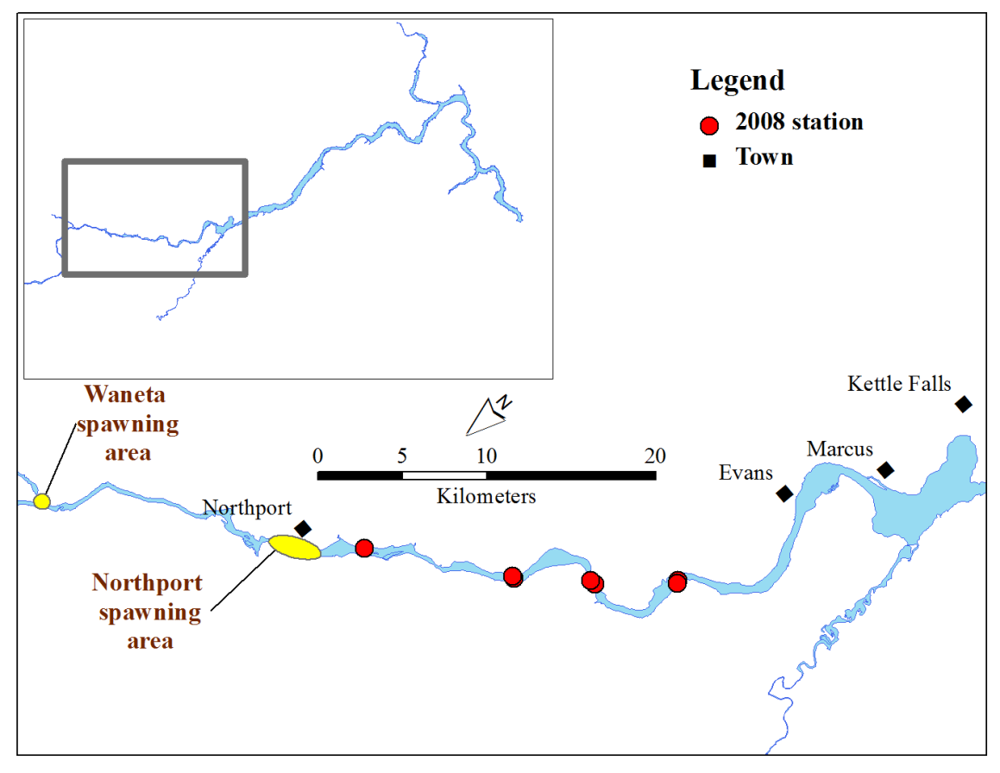 Legend
2008 station
Town
Waneta
spawning
area
N
Kettle Falls
0 5 10 20
Kilometers
Marcus
Evans
Northport
Northport
spawning
area